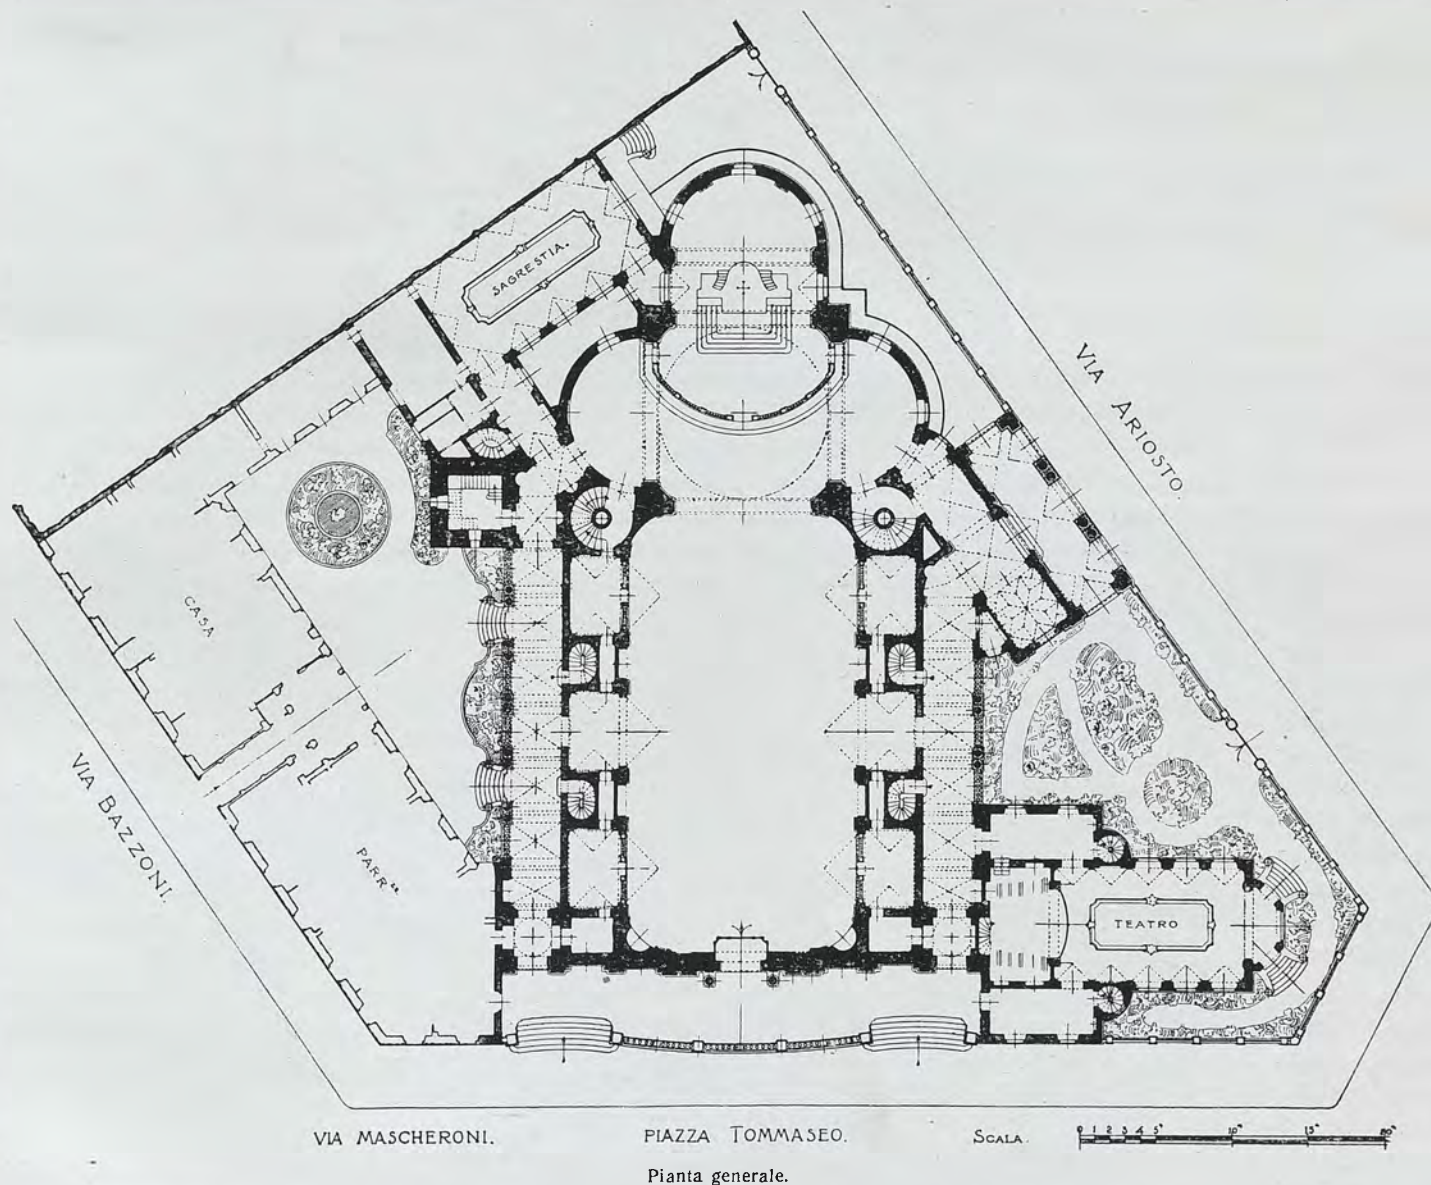 SAGRESTIA.
VIA ARIOSTO.
CASA
PARR.ᵃˡᵉ
VIA BAZZONI.
TEATRO
VIA MASCHERONI. PIAZZA TOMMASEO. SCALA. 0 1 2 3 4 5 10 15 20
Pianta generale.